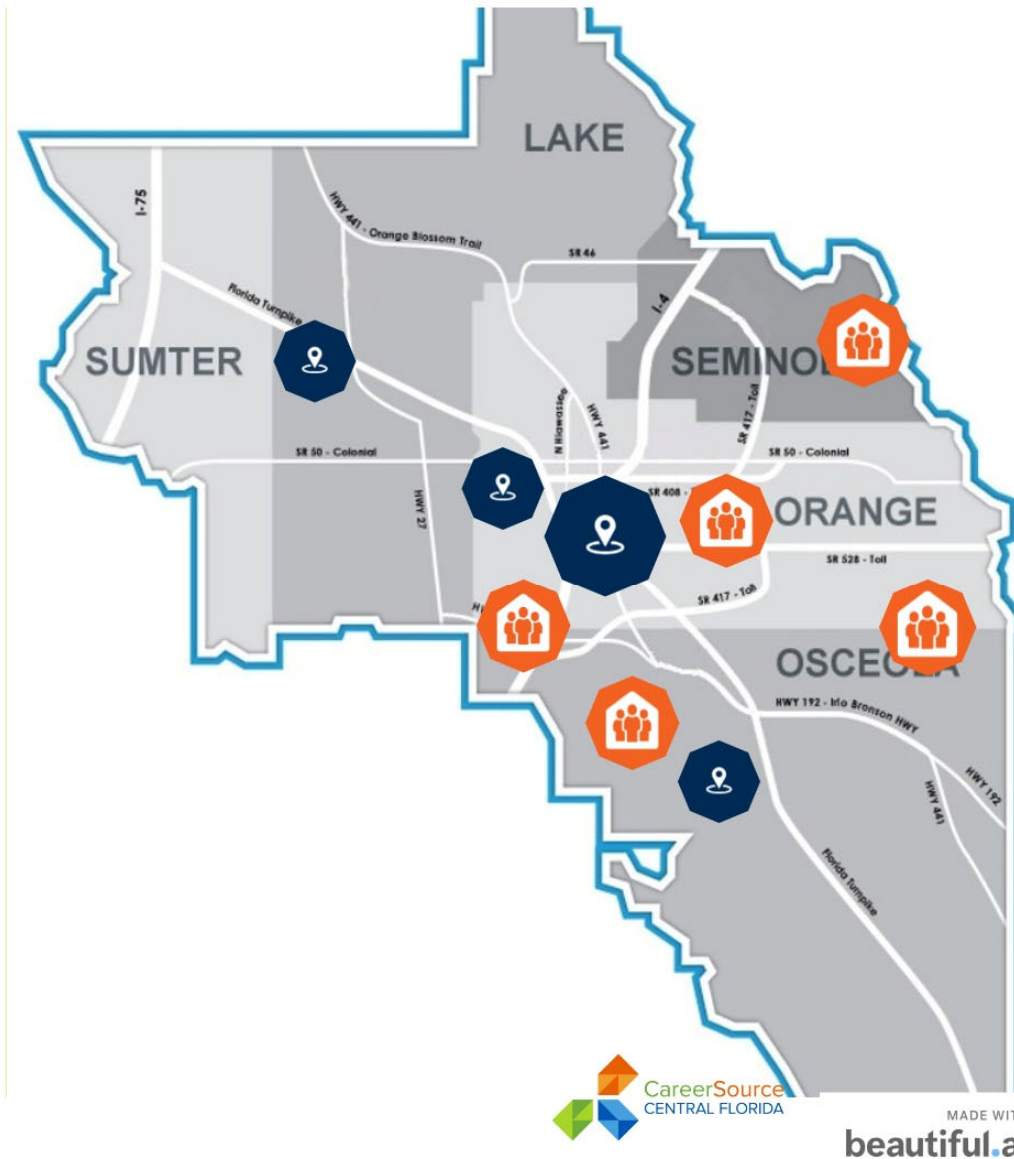 LAKE
I-75
HWY 441 - Orange Blossom Trail
SR 46
Florida Turnpike
I-4
SUMTER
SEMINO
SR 417 - Toll
N Hiawassee
HWY 441
SR 50 - Colonial
SR 50 - Colonial
HWY 27
SR 408 -
ORANGE
SR 528 - Toll
SR 417 - Toll
OSCEOLA
HWY 192 - Irlo Bronson HWY
HWY 192
HWY 441
Florida Turnpike
CareerSource
CENTRAL FLORIDA
MADE WIT
beautiful.a